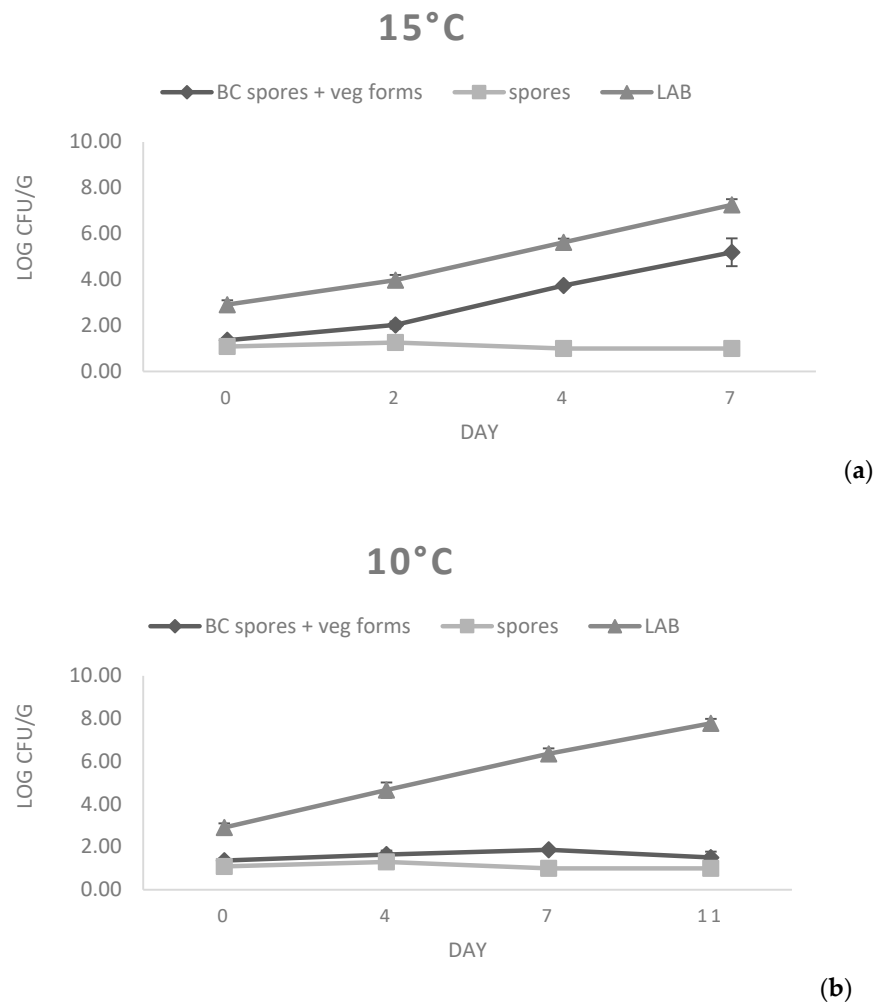 15°C
BC spores + veg forms spores LAB
10.00
8.00
6.00
4.00
2.00
0.00
LOG CFU/G
0 2 4 7
DAY
(a)
10°C
BC spores + veg forms spores LAB
10.00
8.00
6.00
4.00
2.00
0.00
LOG CFU/G
0 4 7 11
DAY
(b)